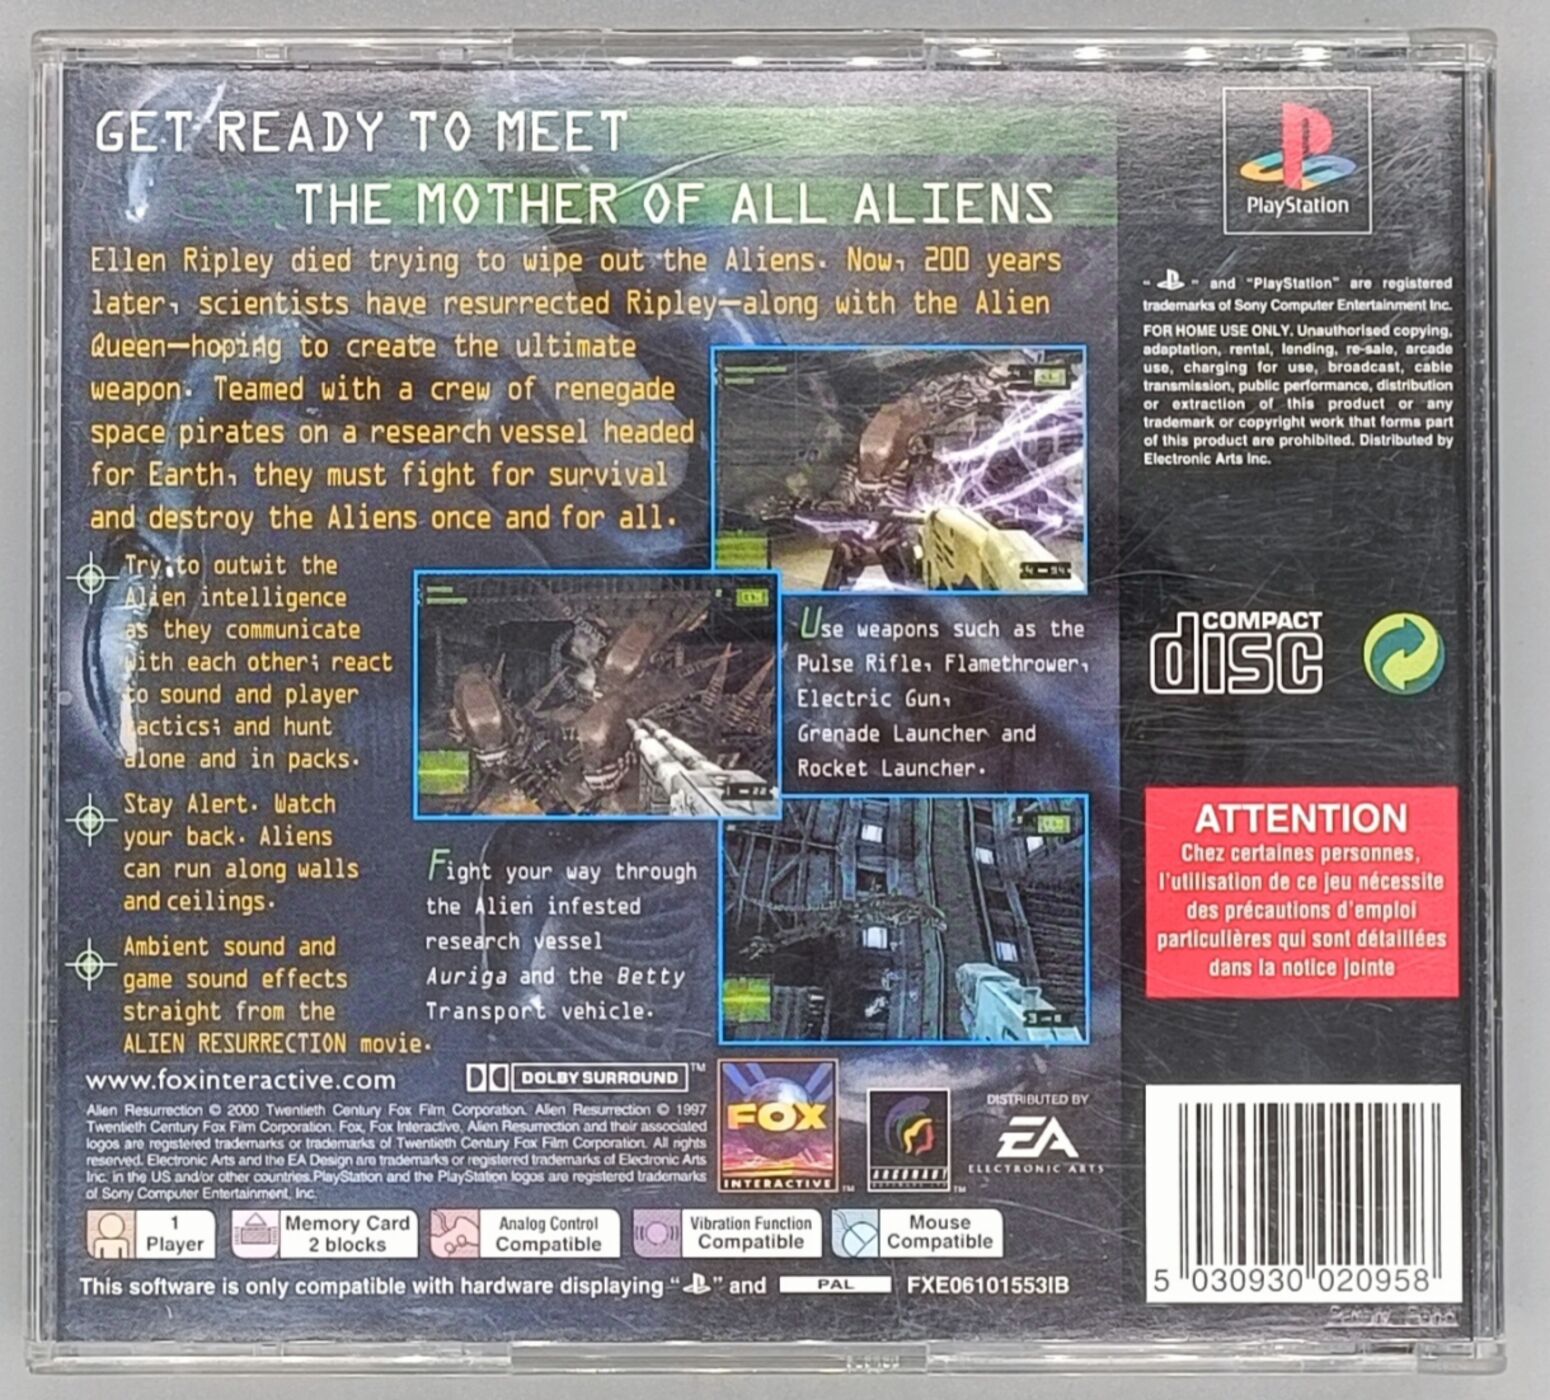 GET READY TO MEET
THE MOTHER OF ALL ALIENS
Ellen Ripley died trying to wipe out the Aliens. Now, 200 years
later, scientists have resurrected Ripley—along with the Alien
Queen—hoping to create the ultimate
weapon. Teamed with a crew of renegade
space pirates on a research vessel headed
for Earth, they must fight for survival
and destroy the Aliens once and for all.
Try to outwit the
Alien intelligence
as they communicate
with each other; react
to sound and player
tactics; and hunt
alone and in packs.
Stay Alert. Watch
your back. Aliens
can run along walls
and ceilings.
Ambient sound and
game sound effects
straight from the
ALIEN RESURRECTION movie.
Use weapons such as the
Pulse Rifle, Flamethrower,
Electric Gun,
Grenade Launcher and
Rocket Launcher.
Fight your way through
the Alien infested
research vessel
Auriga and the Betty
Transport vehicle.
www.foxinteractive.com
DOLBY SURROUND TM
Alien Resurrection © 2000 Twentieth Century Fox Film Corporation. Alien Resurrection © 1997
Twentieth Century Fox Film Corporation. Fox, Fox Interactive, Alien Resurrection and their associated
logos are registered trademarks or trademarks of Twentieth Century Fox Film Corporation. All rights
reserved. Electronic Arts and the EA Design are trademarks or registered trademarks of Electronic Arts
Inc. in the US and/or other countries.PlayStation and the PlayStation logos are registered trademarks
of Sony Computer Entertainment, Inc.
FOX
INTERACTIVE TM
ARGONAUT
TM
DISTRIBUTED BY
EA
ELECTRONIC ARTS
1
Player
Memory Card
2 blocks
Analog Control
Compatible
Vibration Function
Compatible
Mouse
Compatible
This software is only compatible with hardware displaying “ ” and PAL FXE06101553IB
PlayStation
“ ” and "PlayStation" are registered
trademarks of Sony Computer Entertainment Inc.
FOR HOME USE ONLY. Unauthorised copying,
adaptation, rental, lending, re-sale, arcade
use, charging for use, broadcast, cable
transmission, public performance, distribution
or extraction of this product or any
trademark or copyright work that forms part
of this product are prohibited. Distributed by
Electronic Arts Inc.
COMPACT
disc
ATTENTION
Chez certaines personnes,
l'utilisation de ce jeu nécessite
des précautions d'emploi
particulières qui sont détaillées
dans la notice jointe
5 030930 020958